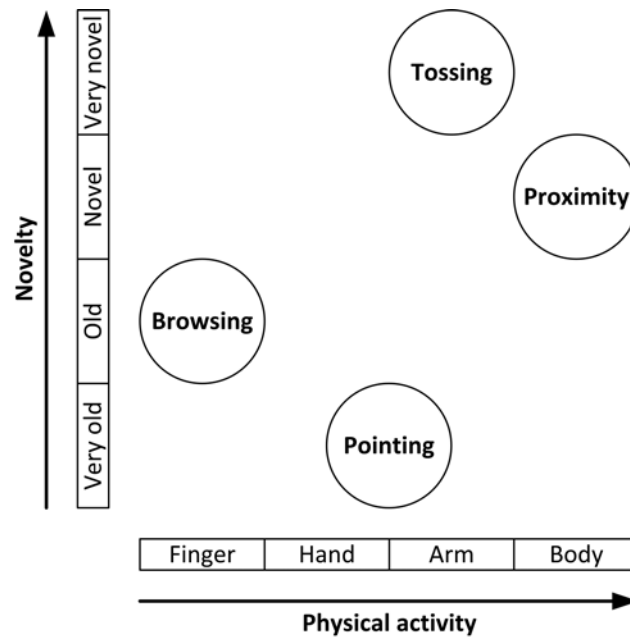 Novelty
Very novel
Novel
Old
Very old
Tossing
Proximity
Browsing
Pointing
Finger
Hand
Arm
Body
Physical activity